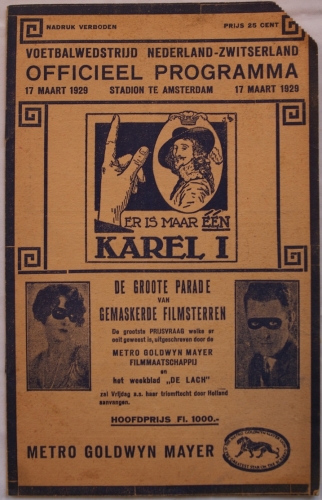 NADRUK VERBODEN PRIJS 25 CENT
VOETBALWEDSTRIJD NEDERLAND-ZWITSERLAND
OFFICIEEL PROGRAMMA
17 MAART 1929 STADION TE AMSTERDAM 17 MAART 1929
ER IS MAAR ÉÉN
KAREL I
DE GROOTE PARADE
VAN
GEMASKERDE FILMSTERREN
De grootste PRIJSVRAAG welke er
ooit geweest is, uitgeschreven door de
METRO GOLDWYN MAYER
FILMMAATSCHAPPIJ
en
het weekblad „DE LACH"
zal Vrijdag a.s. haar triomftocht door Holland
aanvangen.
HOOFDPRIJS Fl. 1000.-
METRO GOLDWYN MAYER